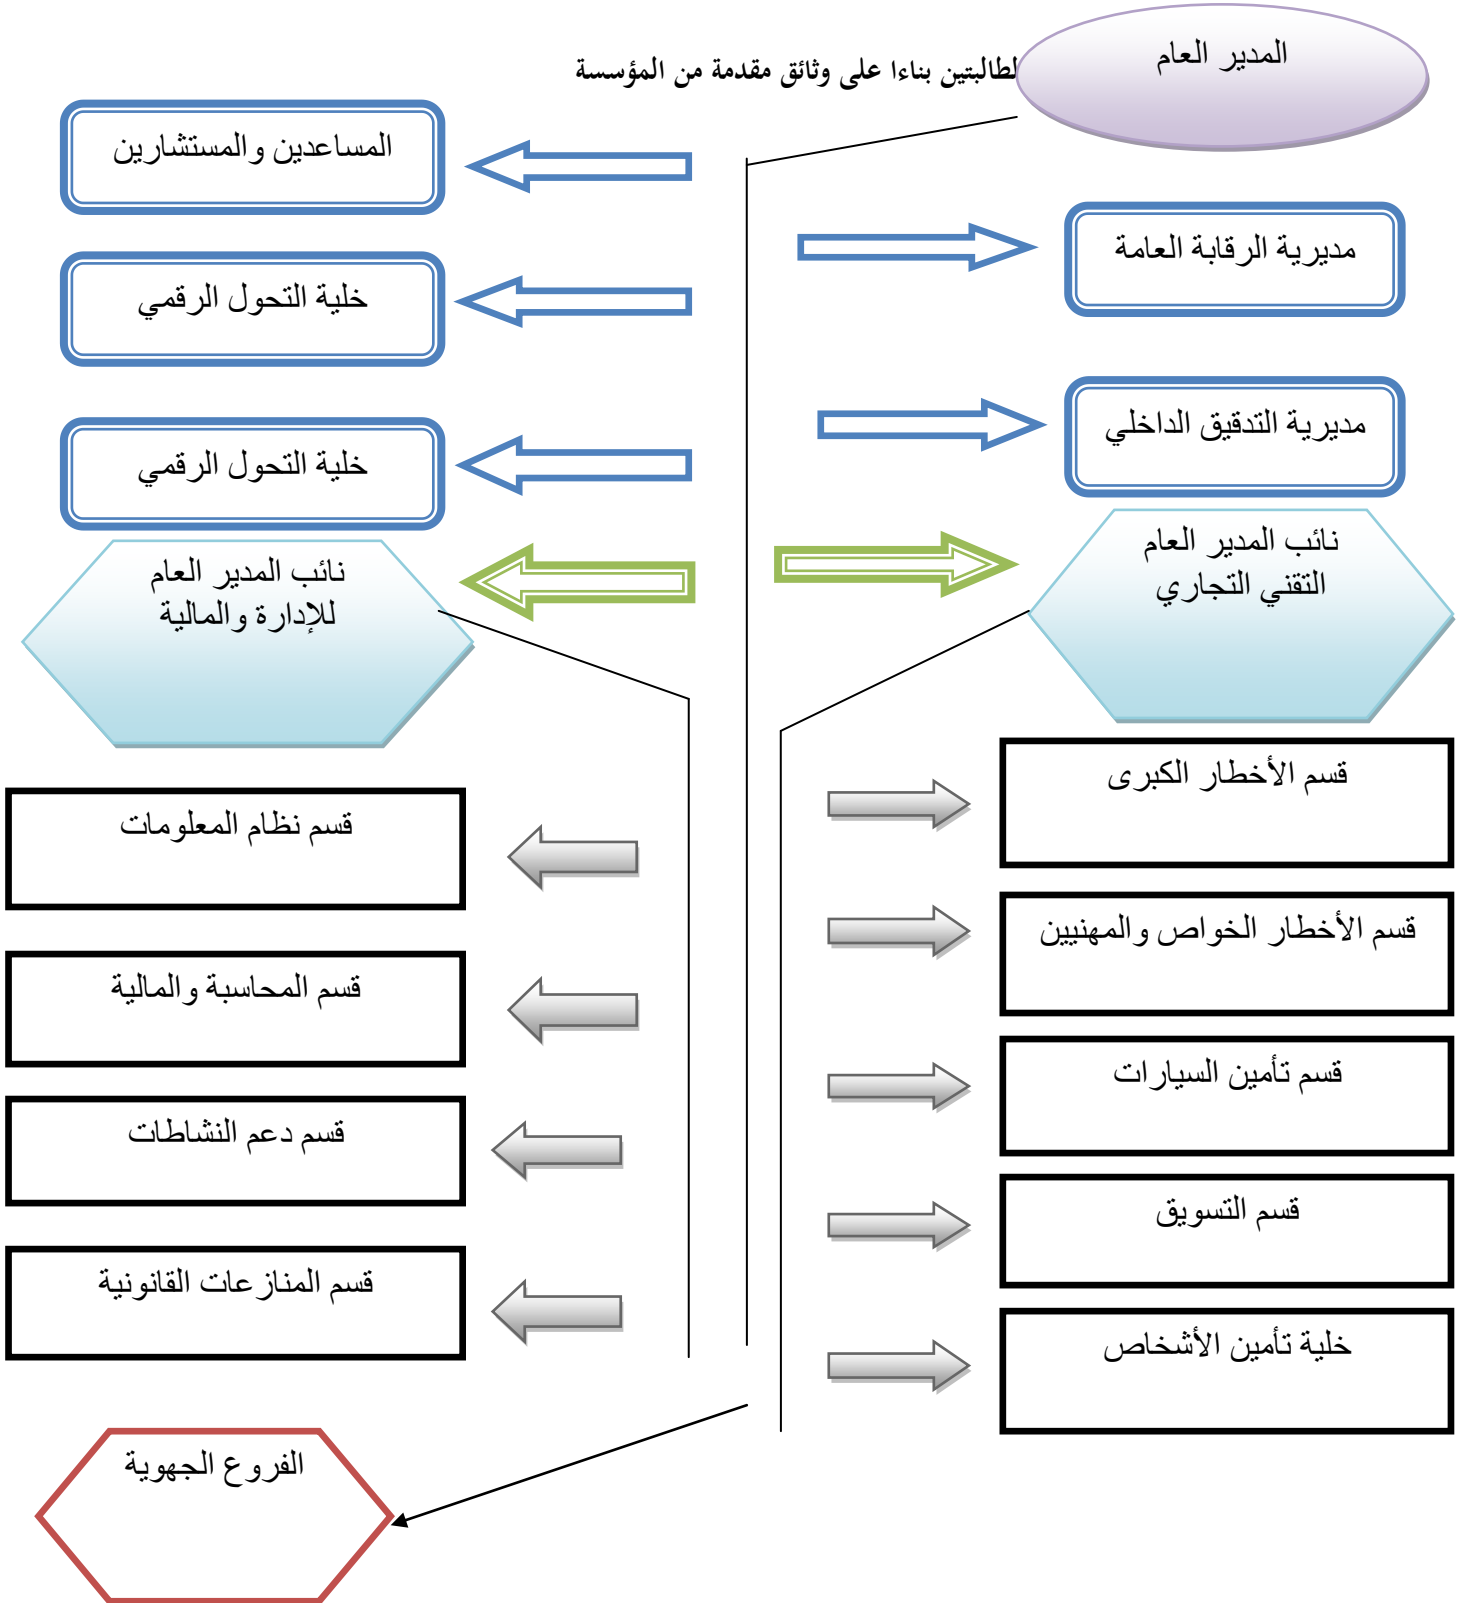 المدير العام
لطالبتين بناءا على وثائق مقدمة من المؤسسة
المساعدين والمستشارين
مديرية الرقابة العامة
خلية التحول الرقمي
مديرية التدقيق الداخلي
خلية التحول الرقمي
نائب المدير العام
التقني التجاري
نائب المدير العام
للإدارة والمالية
قسم الأخطار الكبرى
قسم نظام المعلومات
قسم الأخطار الخواص والمهنيين
قسم المحاسبة والمالية
قسم تأمين السيارات
قسم دعم النشاطات
قسم التسويق
قسم المنازعات القانونية
خلية تأمين الأشخاص
الفروع الجهوية